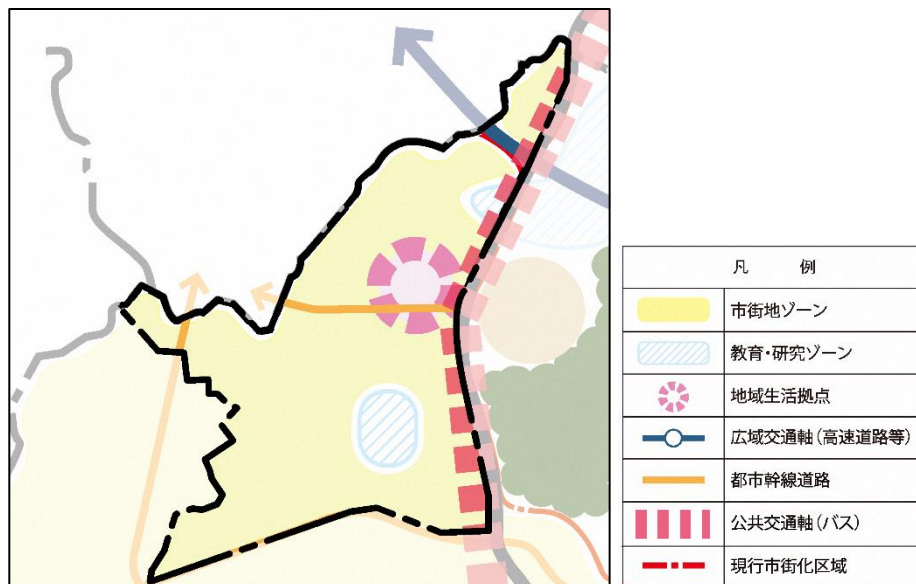 凡 例
市街地ゾーン
教育・研究ゾーン
地域生活拠点
広域交通軸(高速道路等)
都市幹線道路
公共交通軸(バス)
現行市街化区域